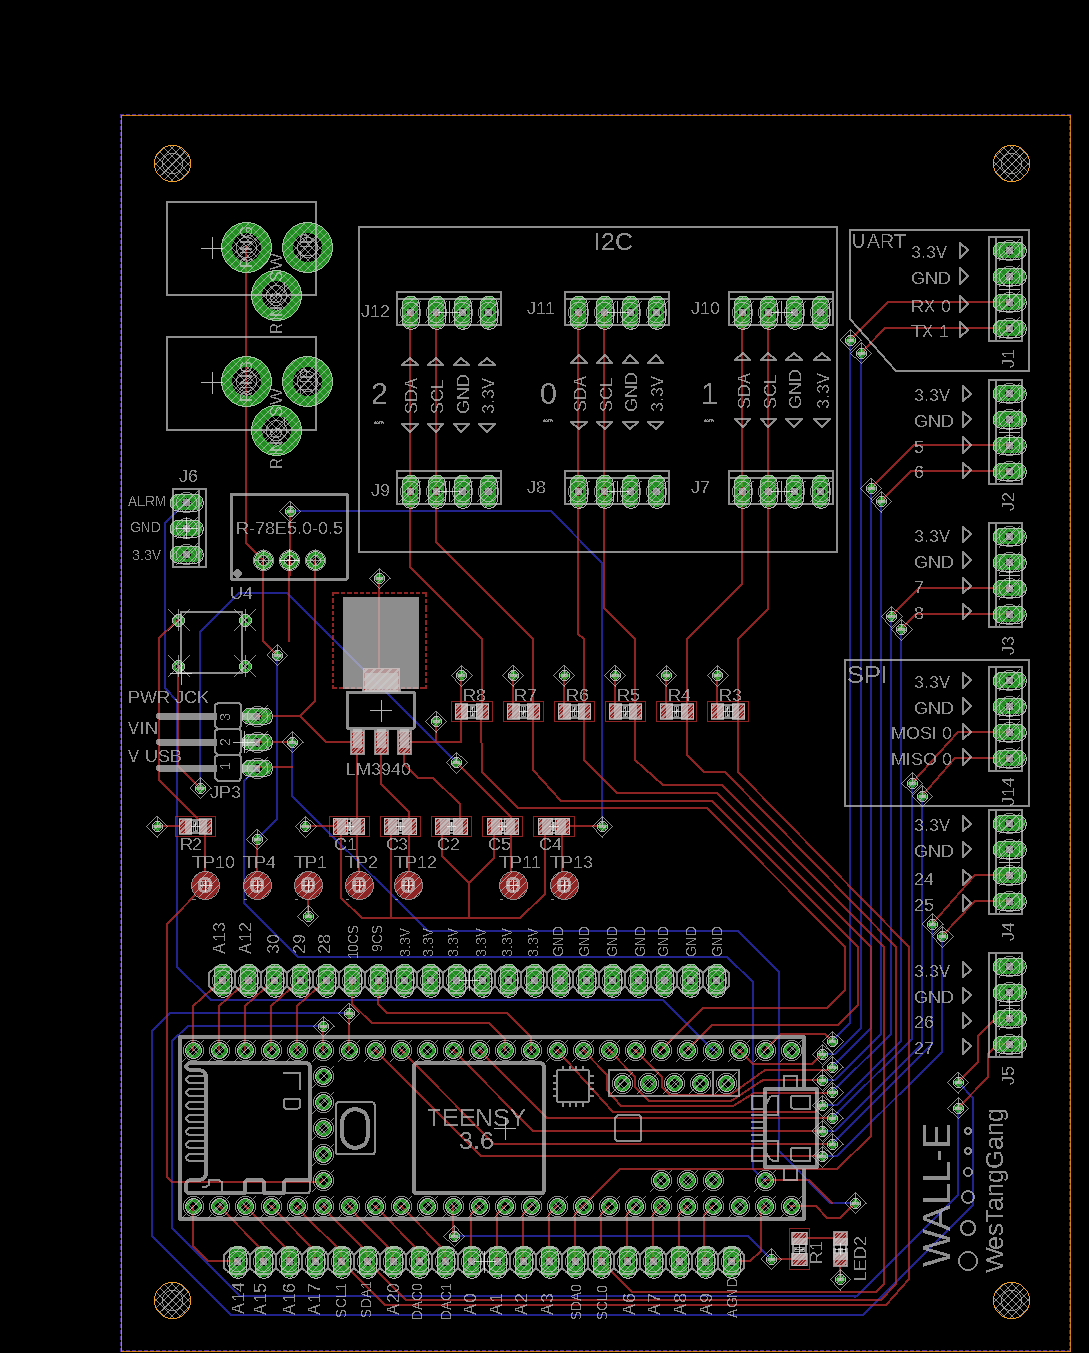 I2C
UART
J12
J11
J10
3.3V
GND
RX 0
TX 1
J1
2
SDA
SCL
GND
3.3V
0
SDA
SCL
GND
3.3V
1
SDA
SCL
GND
3.3V
J9
J8
J7
3.3V
GND
5
6
J2
J6
ALRM
GND
3.3V
R-78E5.0-0.5
U4
3.3V
GND
7
8
J3
SPI
3.3V
GND
MOSI 0
MISO 0
J14
PWR JCK
VIN
V USB
3
2
1
JP3
LM3940
R8
R7
R6
R5
R4
R3
R2
C1
C3
C2
C5
C4
TP10
TP4
TP1
TP2
TP12
TP11
TP13
3.3V
GND
24
25
J4
A13
A12
30
29
28
10CS
9CS
3.3V
3.3V
3.3V
3.3V
3.3V
3.3V
GND
GND
GND
GND
GND
GND
GND
3.3V
GND
26
27
J5
TEENSY
3.6
WALL-E
WesTangGang
R1
LED2
A14
A15
A16
A17
SCL1
SDA1
A20
DAC0
DAC1
A0
A1
A2
A3
SDA0
SCL0
A6
A7
A8
A9
AGND